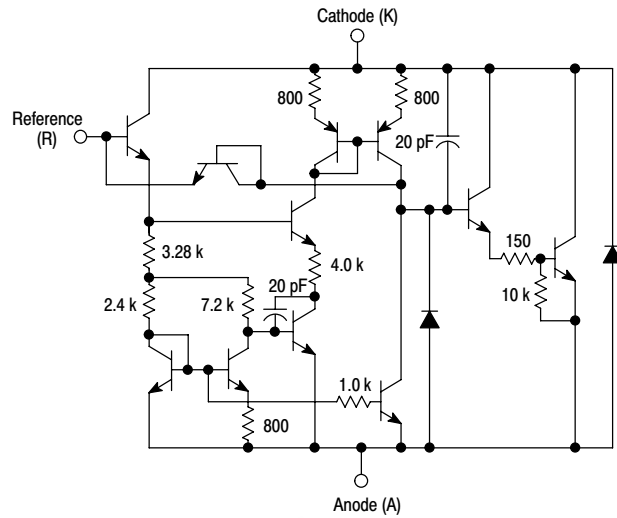 Cathode (K)
800
800
Reference
(R)
20 pF
3.28 k
150
4.0 k
2.4 k
7.2 k
20 pF
10 k
1.0 k
800
Anode (A)